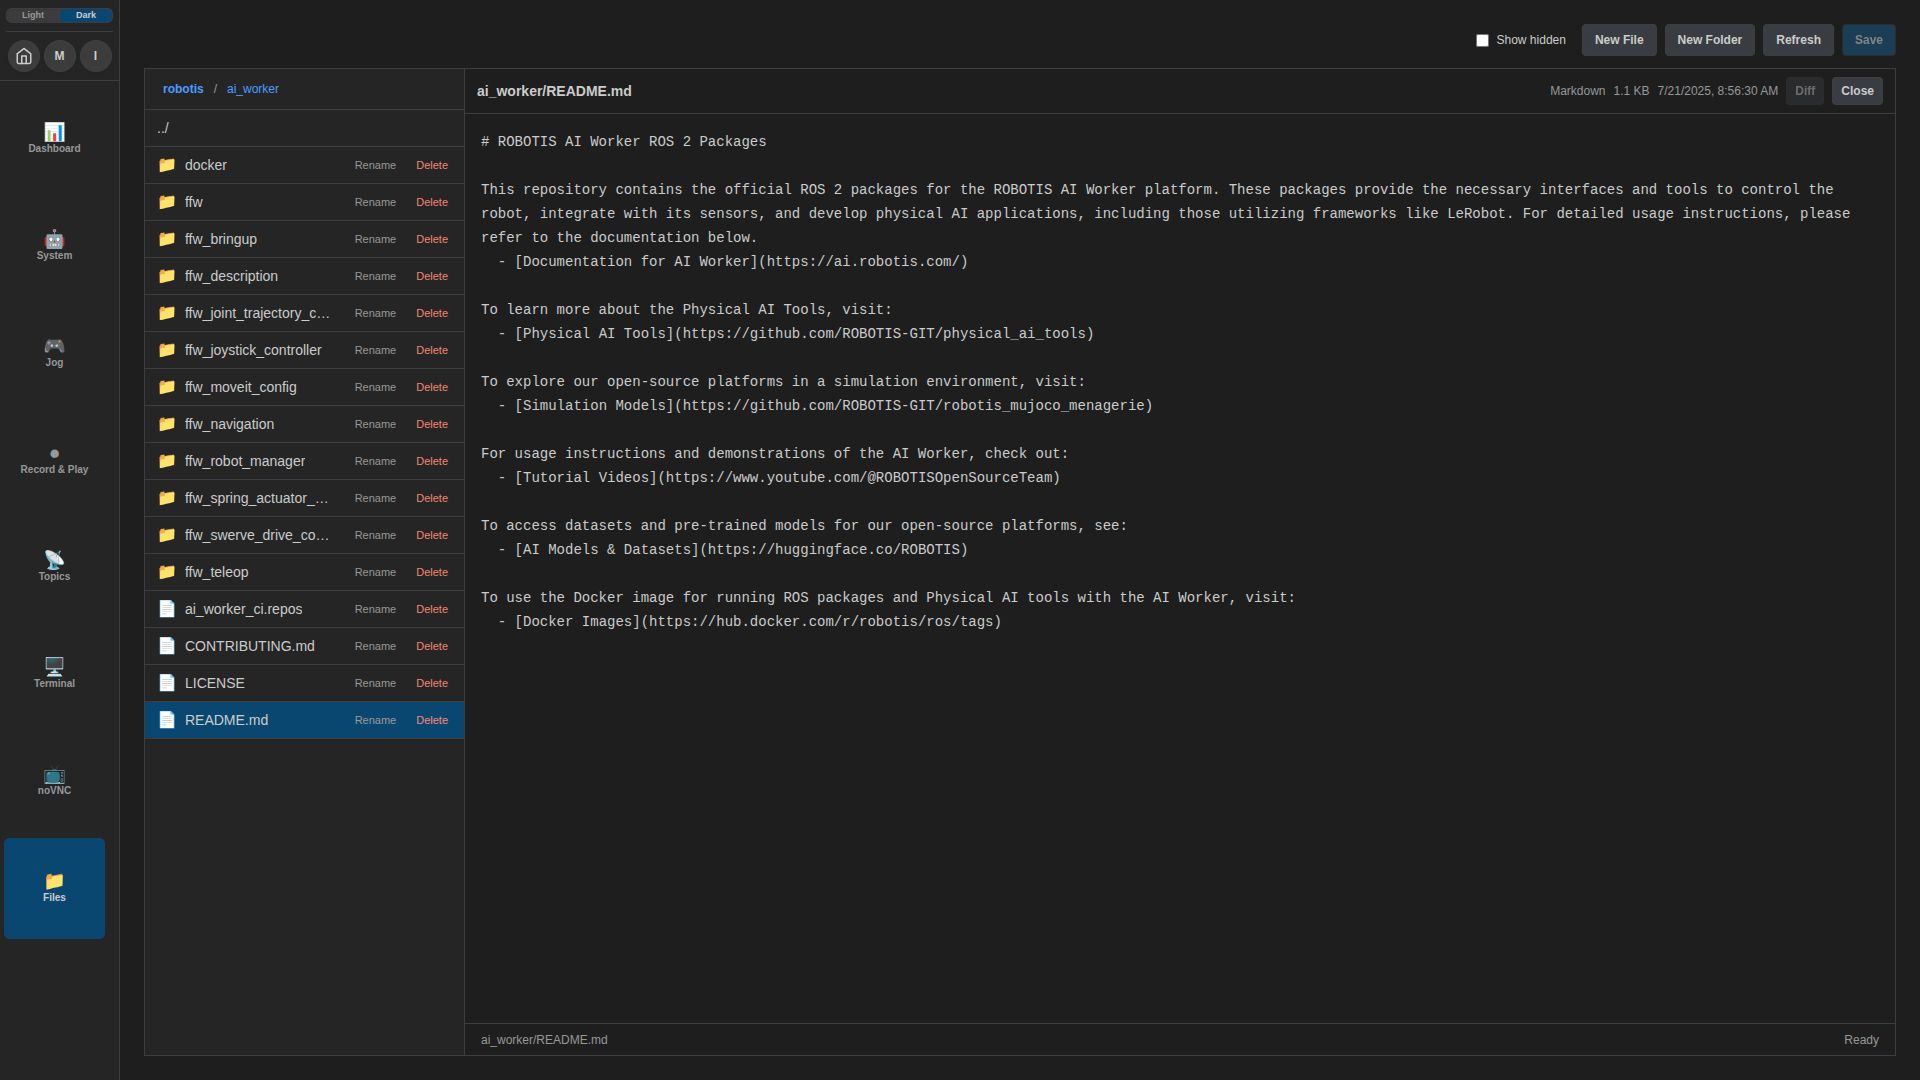 Light Dark
M I
Dashboard
System
Jog
Record & Play
Topics
Terminal
noVNC
Files
Show hidden New File New Folder Refresh Save
robotis / ai_worker
../
docker Rename Delete
ffw Rename Delete
ffw_bringup Rename Delete
ffw_description Rename Delete
ffw_joint_trajectory_c... Rename Delete
ffw_joystick_controller Rename Delete
ffw_moveit_config Rename Delete
ffw_navigation Rename Delete
ffw_robot_manager Rename Delete
ffw_spring_actuator_... Rename Delete
ffw_swerve_drive_co... Rename Delete
ffw_teleop Rename Delete
ai_worker_ci.repos Rename Delete
CONTRIBUTING.md Rename Delete
LICENSE Rename Delete
README.md Rename Delete
ai_worker/README.md Markdown 1.1 KB 7/21/2025, 8:56:30 AM Diff Close
# ROBOTIS AI Worker ROS 2 Packages
This repository contains the official ROS 2 packages for the ROBOTIS AI Worker platform. These packages provide the necessary interfaces and tools to control the
robot, integrate with its sensors, and develop physical AI applications, including those utilizing frameworks like LeRobot. For detailed usage instructions, please
refer to the documentation below.
- [Documentation for AI Worker](https://ai.robotis.com/)
To learn more about the Physical AI Tools, visit:
- [Physical AI Tools](https://github.com/ROBOTIS-GIT/physical_ai_tools)
To explore our open-source platforms in a simulation environment, visit:
- [Simulation Models](https://github.com/ROBOTIS-GIT/robotis_mujoco_menagerie)
For usage instructions and demonstrations of the AI Worker, check out:
- [Tutorial Videos](https://www.youtube.com/@ROBOTISOpenSourceTeam)
To access datasets and pre-trained models for our open-source platforms, see:
- [AI Models & Datasets](https://huggingface.co/ROBOTIS)
To use the Docker image for running ROS packages and Physical AI tools with the AI Worker, visit:
- [Docker Images](https://hub.docker.com/r/robotis/ros/tags)
ai_worker/README.md Ready